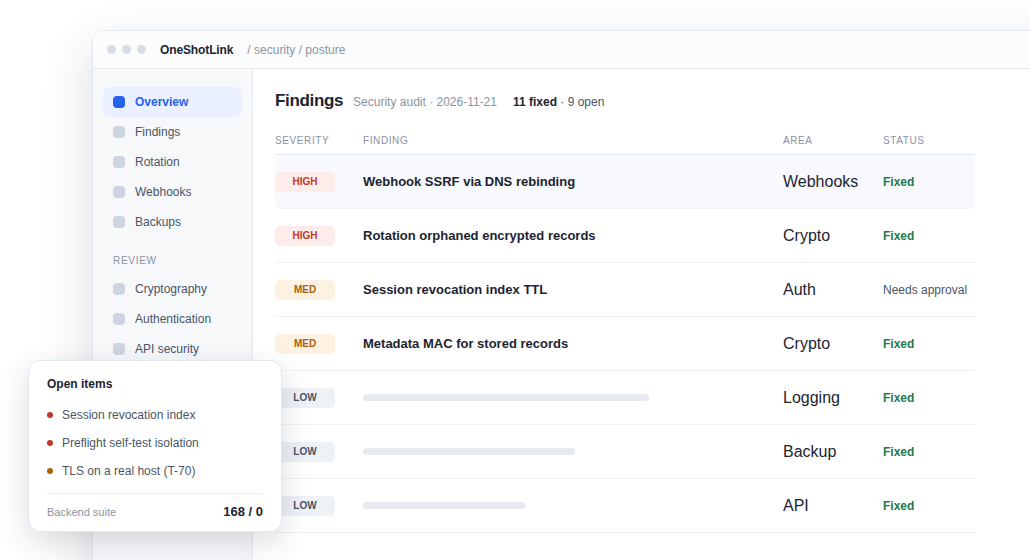 OneShotLink / security / posture
Overview
Findings
Rotation
Webhooks
Backups
REVIEW
Cryptography
Authentication
API security
Findings Security audit · 2026-11-21 11 fixed · 9 open
SEVERITY FINDING AREA STATUS
HIGH Webhook SSRF via DNS rebinding Webhooks Fixed
HIGH Rotation orphaned encrypted records Crypto Fixed
MED Session revocation index TTL Auth Needs approval
MED Metadata MAC for stored records Crypto Fixed
LOW Logging Fixed
LOW Backup Fixed
LOW API Fixed
Open items
Session revocation index
Preflight self-test isolation
TLS on a real host (T-70)
Backend suite 168 / 0